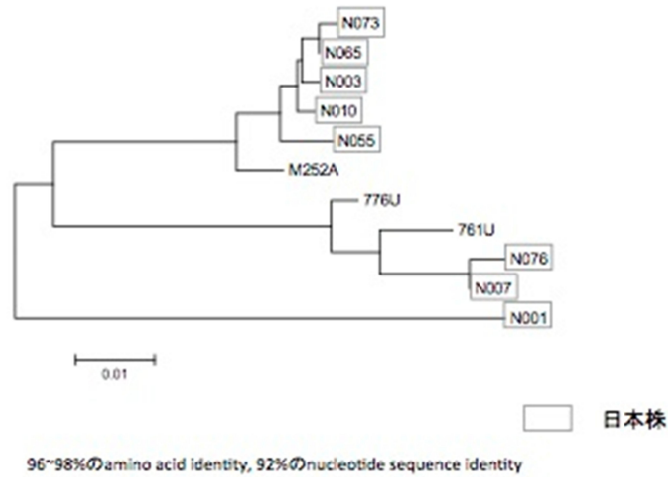 N073
N065
N003
N010
N055
M252A
776U
761U
N076
N007
N001
0.01
日本株
96~98%のamino acid identity, 92%のnucleotide sequence identity